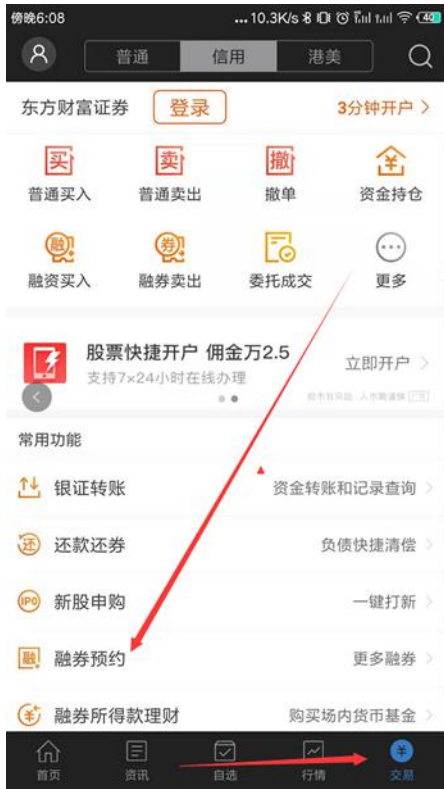 傍晚6:08
... 10.3K/s
40
普通 信用 港美
东方财富证券 登录 3分钟开户 >
买 卖 撤 ¥
普通买入 普通卖出 撤单 资金持仓
融 券
融资买入 融券卖出 委托成交 更多
股票快捷开户 佣金万2.5
支持7×24小时在线办理
立即开户 >
常用功能
银证转账 资金转账和记录查询 >
还 还款还券 负债快捷清偿 >
IPO 新股申购 一键打新 >
融 融券预约 更多融券 >
¥ 融券所得款理财 购买场内货币基金 >
¥
首页 资讯 自选 行情 交易